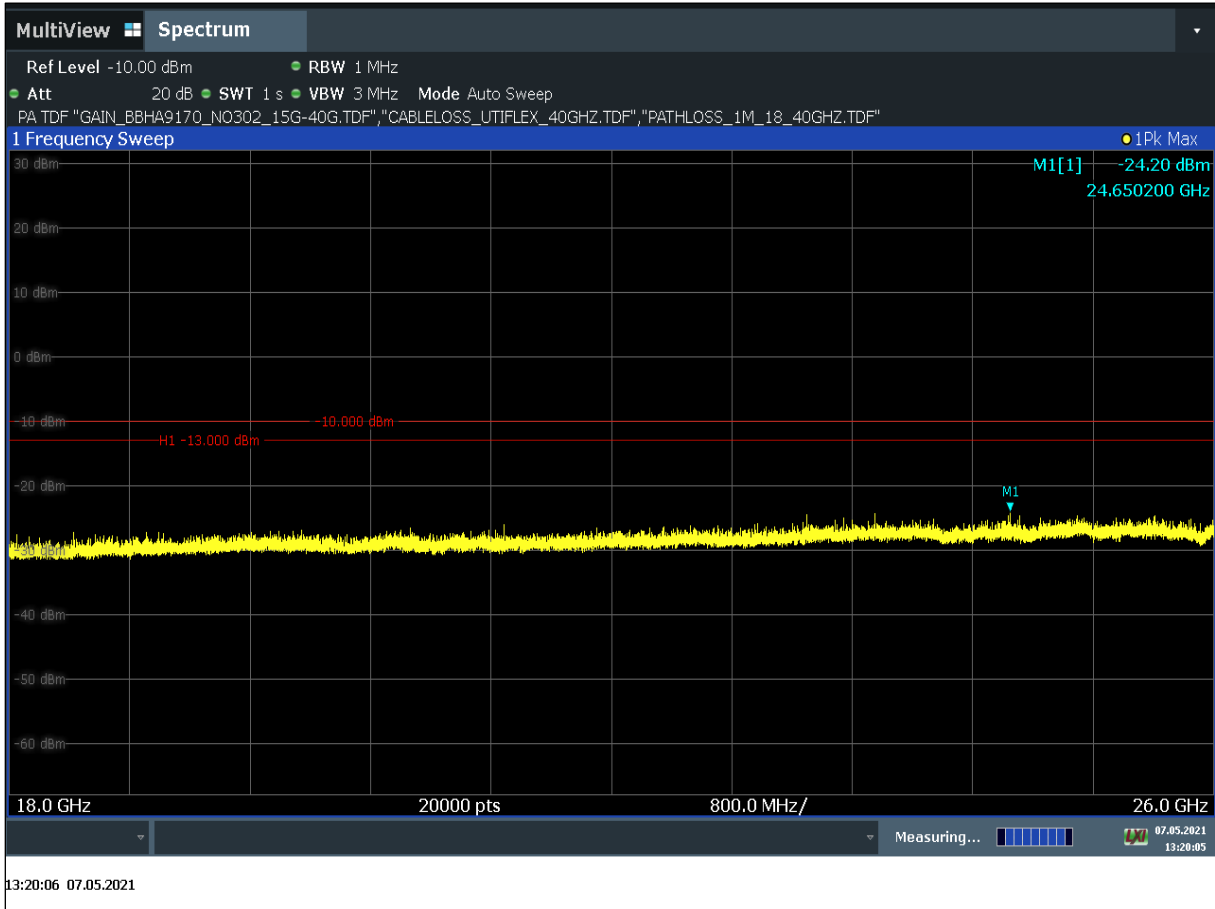 MultiView Spectrum
Ref Level -10.00 dBm RBW 1 MHz
Att 20 dB SWT 1 s VBW 3 MHz Mode Auto Sweep
PA TDF "GAIN_BBHA9170_NO302_15G-40G.TDF","CABLELOSS_UTIFLEX_40GHZ.TDF","PATHLOSS_1M_18_40GHZ.TDF"
1 Frequency Sweep 1Pk Max
30 dBm M1[1] -24.20 dBm
24.650200 GHz
20 dBm
10 dBm
0 dBm
-10 dBm -10.000 dBm
H1 -13.000 dBm
-20 dBm
M1
-30 dBm
-40 dBm
-50 dBm
-60 dBm
18.0 GHz 20000 pts 800.0 MHz/ 26.0 GHz
Measuring... LXI 07.05.2021
13:20:05
13:20:06 07.05.2021